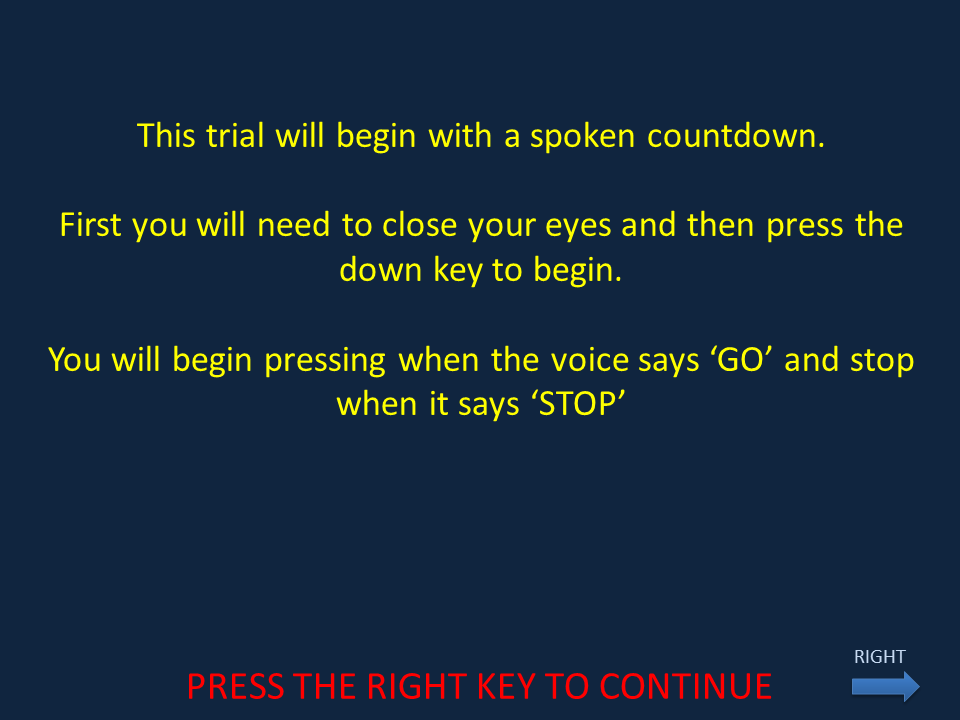 This trial will begin with a spoken countdown.
First you will need to close your eyes and then press the
down key to begin.
You will begin pressing when the voice says ‘GO’ and stop
when it says ‘STOP’
RIGHT
PRESS THE RIGHT KEY TO CONTINUE